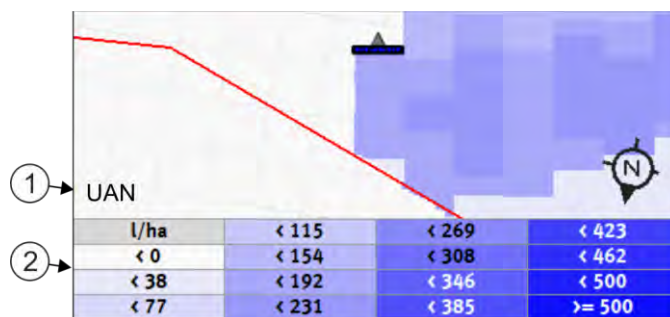 N
1
UAN
l/ha < 115 < 269 < 423
2
< 0 < 154 < 308 < 462
< 38 < 192 < 346 < 500
< 77 < 231 < 385 >= 500